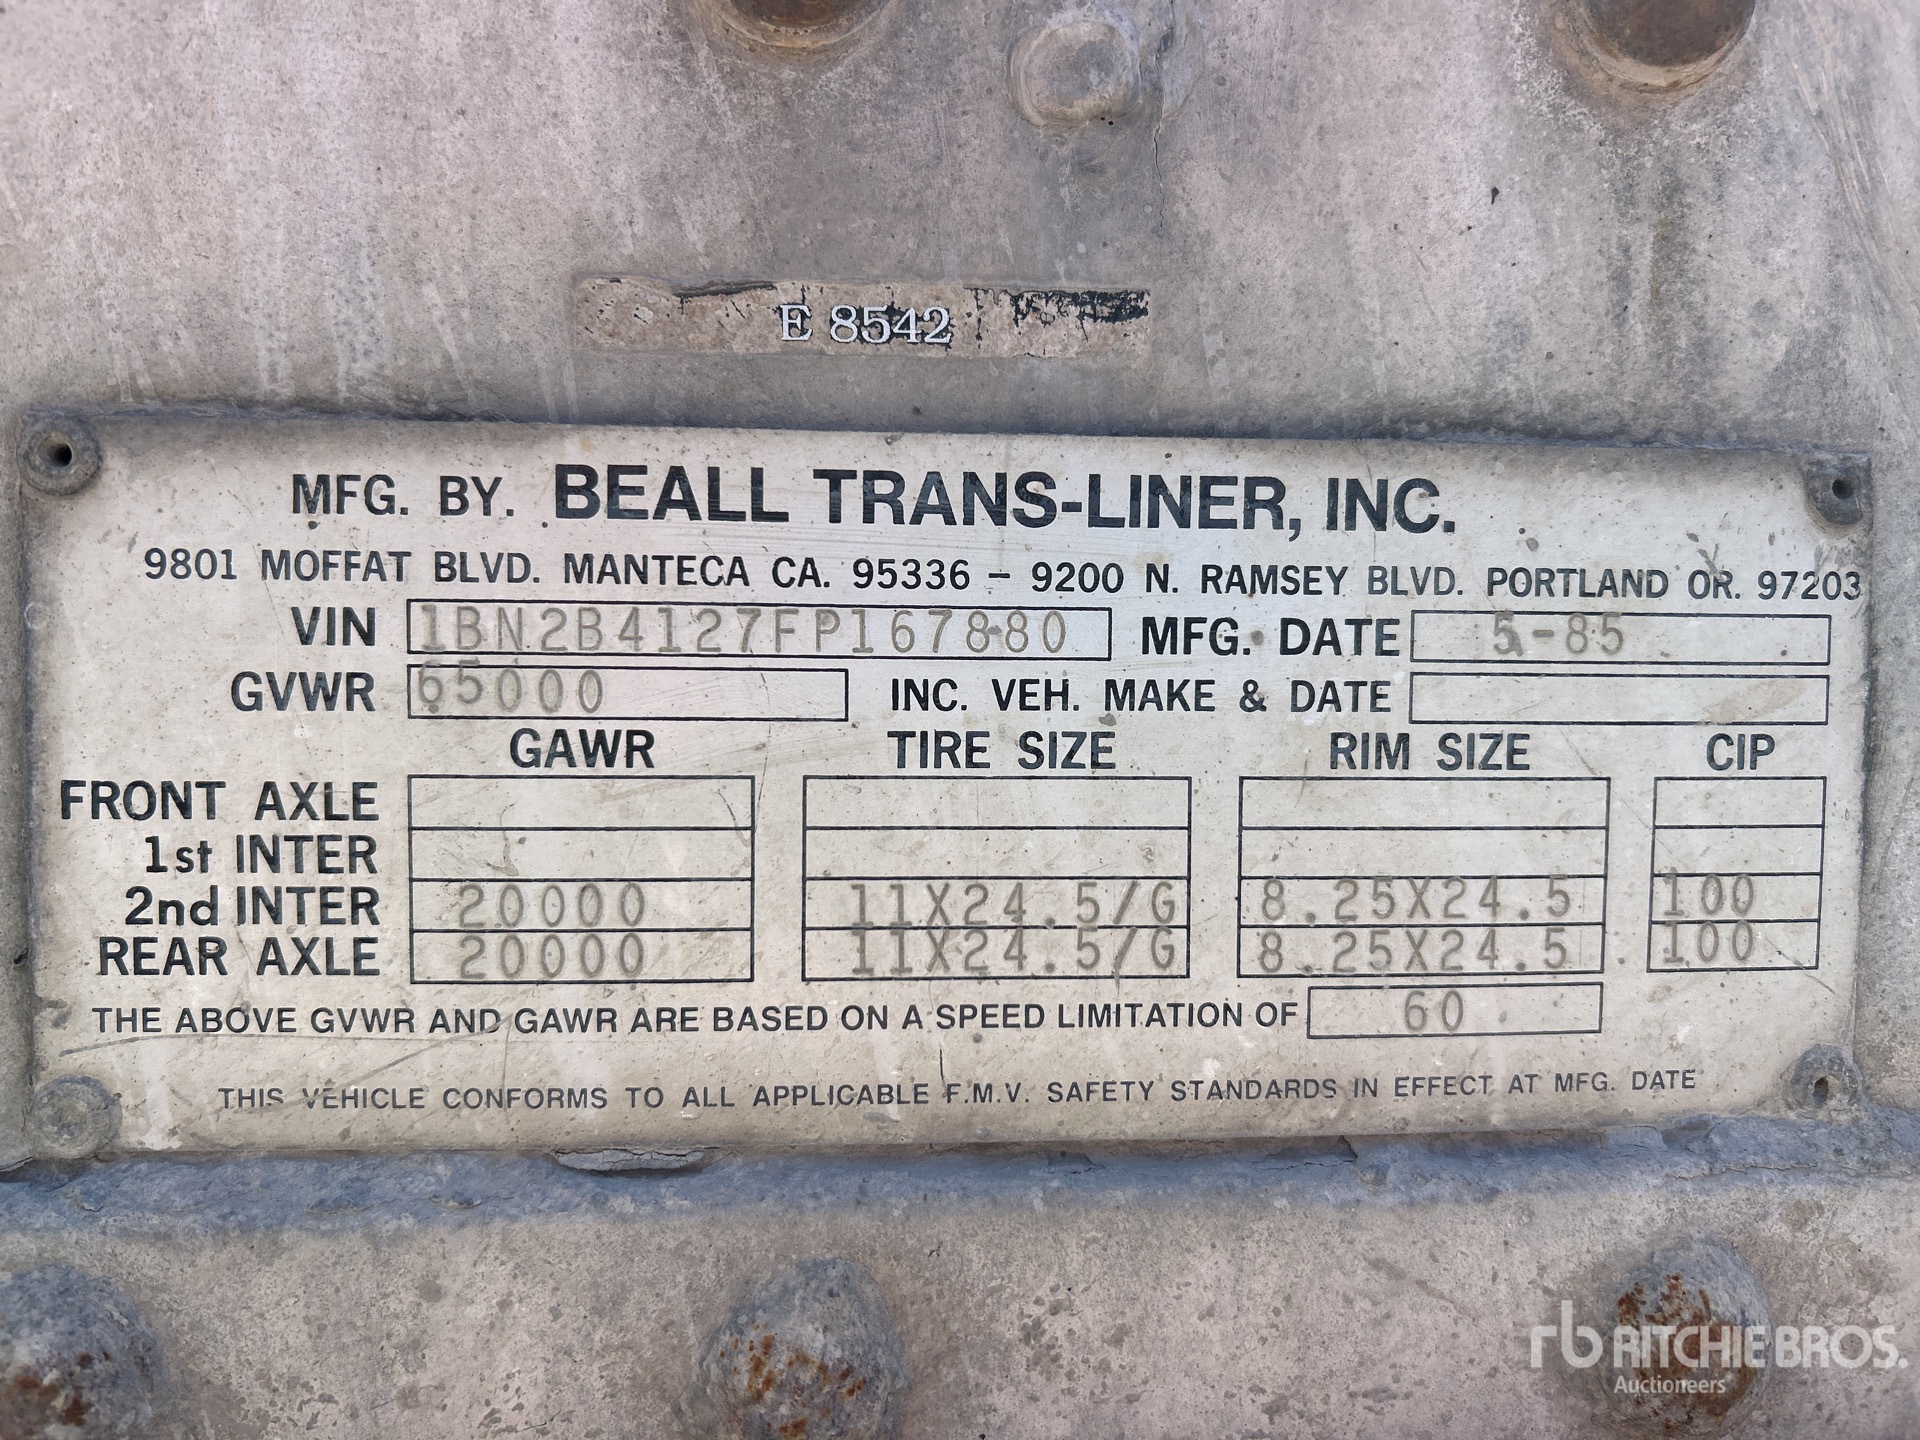 E 8542
MFG. BY. BEALL TRANS-LINER, INC.
9801 MOFFAT BLVD. MANTECA CA. 95336 – 9200 N. RAMSEY BLVD. PORTLAND OR. 97203
VIN 1BN2B4127FP167880 MFG. DATE 5-85
GVWR 65000 INC. VEH. MAKE & DATE
GAWR TIRE SIZE RIM SIZE CIP
FRONT AXLE
1st INTER
2nd INTER 20000 11X24.5/G 8.25X24.5 100
REAR AXLE 20000 11X24.5/G 8.25X24.5 100
THE ABOVE GVWR AND GAWR ARE BASED ON A SPEED LIMITATION OF 60
THIS VEHICLE CONFORMS TO ALL APPLICABLE F.M.V. SAFETY STANDARDS IN EFFECT AT MFG. DATE
rb RITCHIE BROS.
Auctioneers